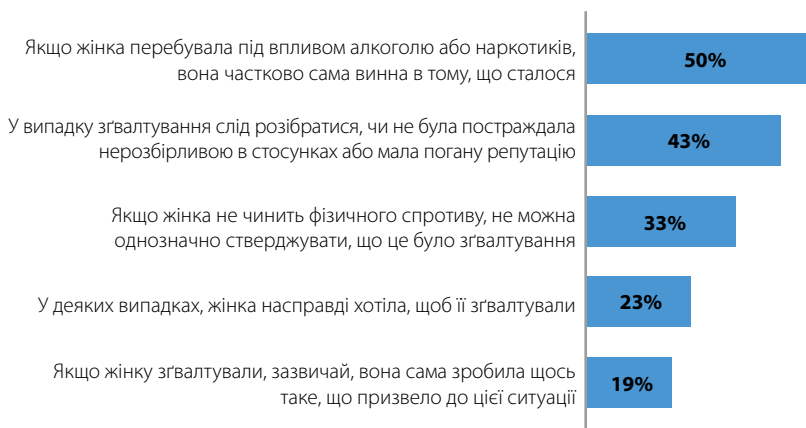 Якщо жінка перебувала під впливом алкоголю або наркотиків,
вона частково сама винна в тому, що сталося
50%
У випадку зґвалтування слід розібратися, чи не була постраждала
нерозбірливою в стосунках або мала погану репутацію
43%
Якщо жінка не чинить фізичного спротиву, не можна
однозначно стверджувати, що це було зґвалтування
33%
У деяких випадках, жінка насправді хотіла, щоб її зґвалтували
23%
Якщо жінку зґвалтували, зазвичай, вона сама зробила щось
таке, що призвело до цієї ситуації
19%